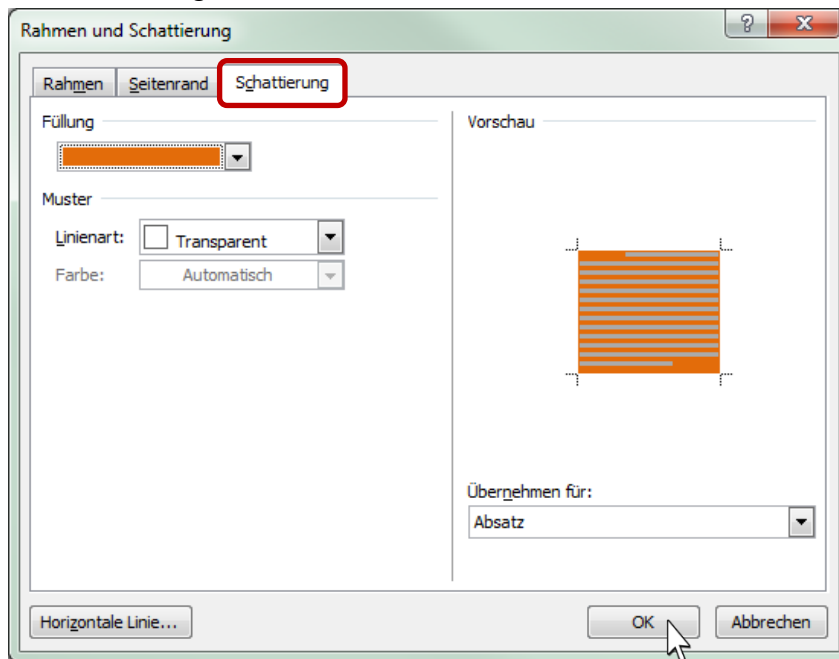 Rahmen und Schattierung
Rahmen Seitenrand Schattierung
Füllung
Muster
Linienart: Transparent
Farbe: Automatisch
Vorschau
Übernehmen für:
Absatz
Horizontale Linie...
OK Abbrechen